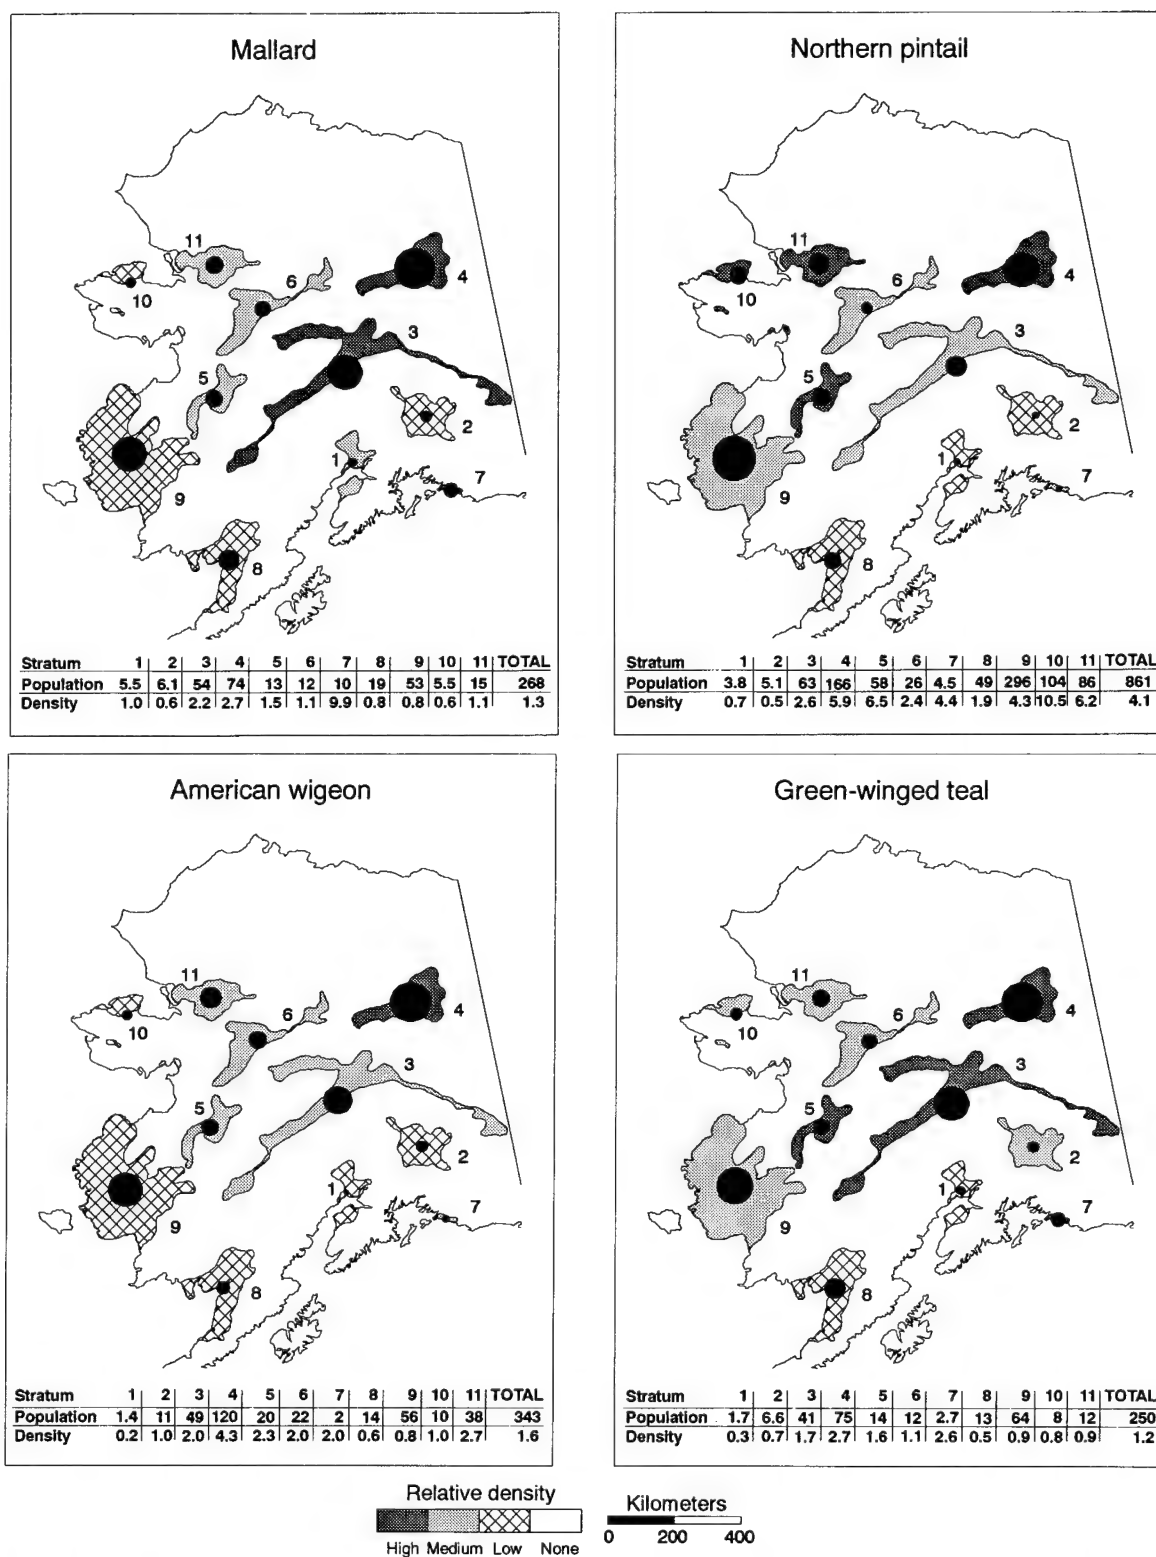 Mallard
11
10
6
4
3
5
2
1
7
9
8
Stratum 1 2 3 4 5 6 7 8 9 10 11 TOTAL
Population 5.5 6.1 54 74 13 12 10 19 53 5.5 15 268
Density 1.0 0.6 2.2 2.7 1.5 1.1 9.9 0.8 0.8 0.6 1.1 1.3
Northern pintail
11
10
6
4
3
5
2
1
7
9
8
Stratum 1 2 3 4 5 6 7 8 9 10 11 TOTAL
Population 3.8 5.1 63 166 58 26 4.5 49 296 104 86 861
Density 0.7 0.5 2.6 5.9 6.5 2.4 4.4 1.9 4.3 10.5 6.2 4.1
American wigeon
11
10
6
4
3
5
2
1
7
9
8
Stratum 1 2 3 4 5 6 7 8 9 10 11 TOTAL
Population 1.4 11 49 120 20 22 2 14 56 10 38 343
Density 0.2 1.0 2.0 4.3 2.3 2.0 2.0 0.6 0.8 1.0 2.7 1.6
Green-winged teal
11
10
6
4
3
5
2
1
7
9
8
Stratum 1 2 3 4 5 6 7 8 9 10 11 TOTAL
Population 1.7 6.6 41 75 14 12 2.7 13 64 8 12 250
Density 0.3 0.7 1.7 2.7 1.6 1.1 2.6 0.5 0.9 0.8 0.9 1.2
Relative density
High Medium Low None
Kilometers
0 200 400